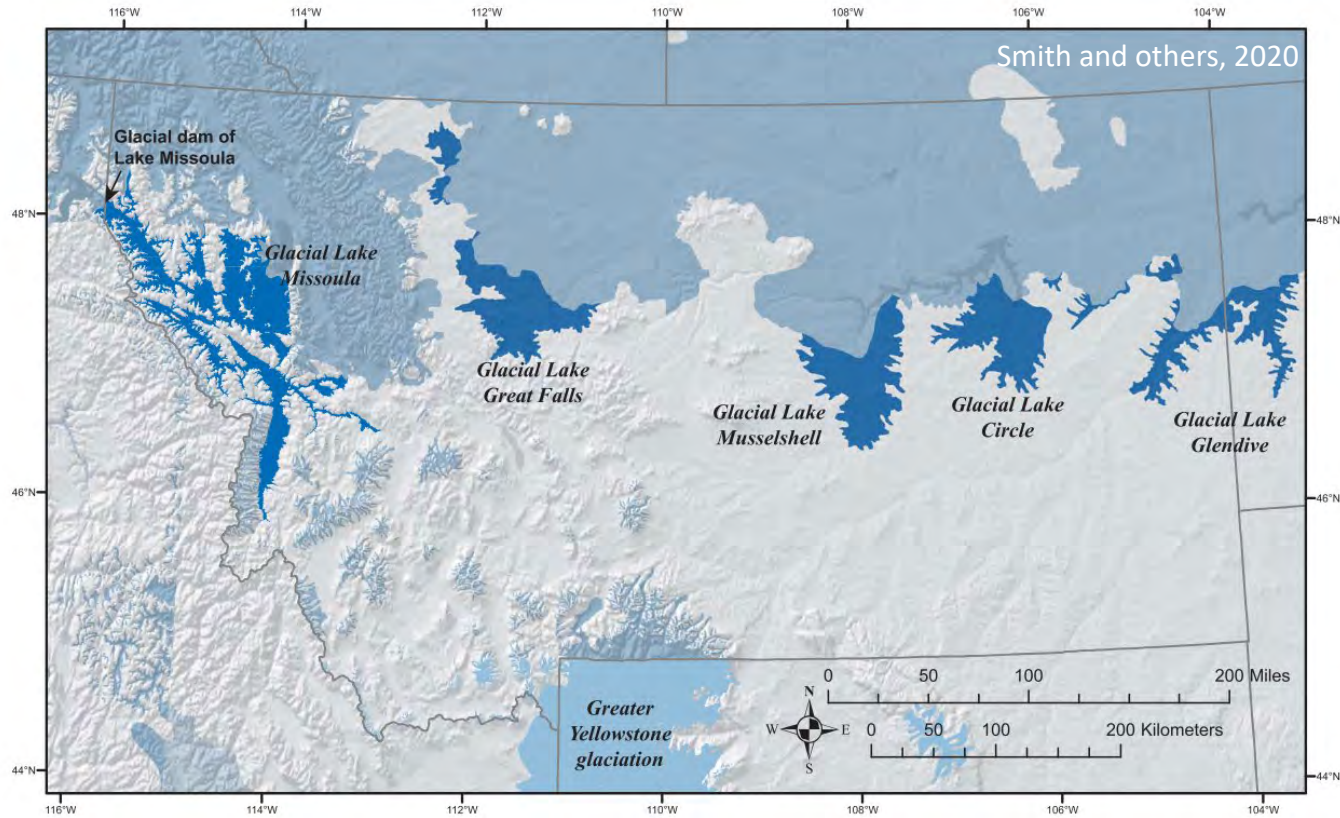 116°W
114°W
112°W
110°W
108°W
106°W
104°W
Smith and others, 2020
Glacial dam of
Lake Missoula
48°N
48°N
Glacial Lake
Missoula
Glacial Lake
Great Falls
Glacial Lake
Musselshell
Glacial Lake
Circle
Glacial Lake
Glendive
46°N
46°N
Greater
Yellowstone
glaciation
N
W
E
S
0 50 100 200 Miles
0 50 100 200 Kilometers
44°N
44°N
116°W
114°W
112°W
110°W
108°W
106°W
104°W